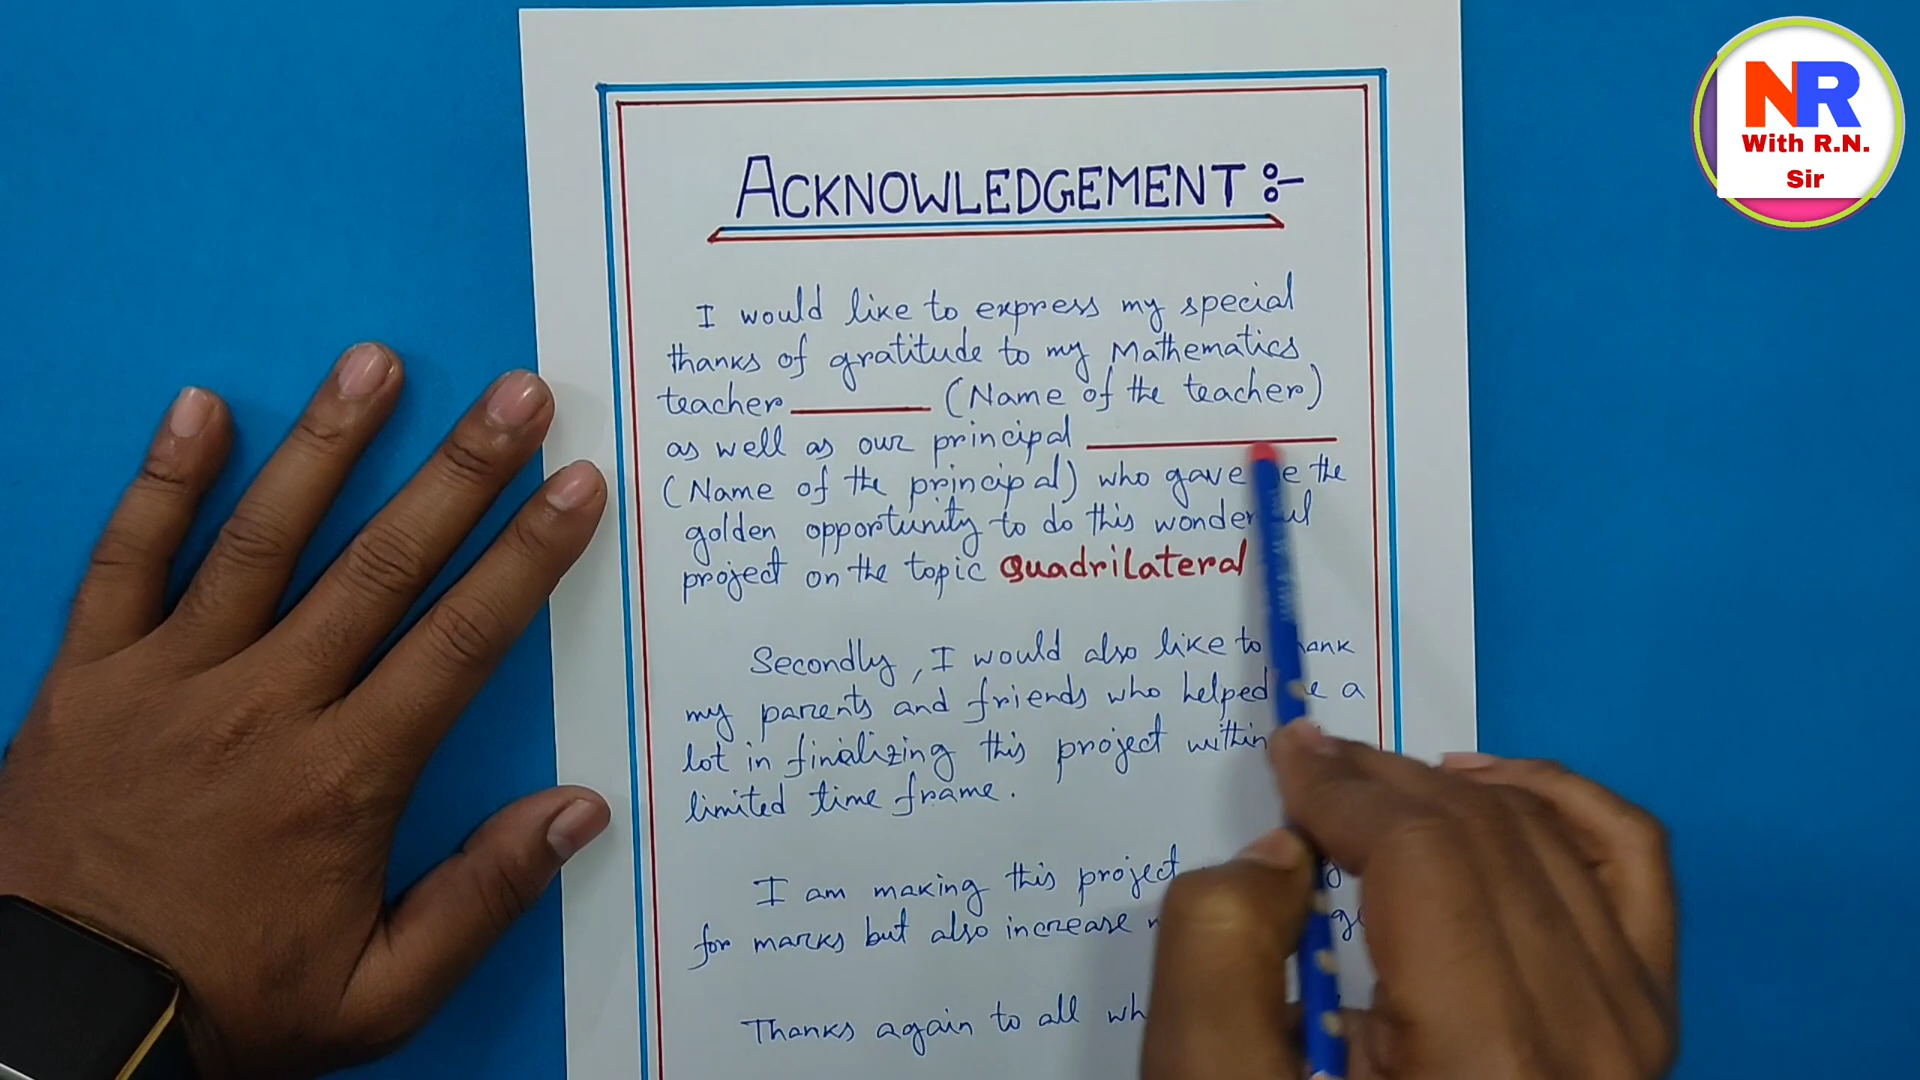 ACKNOWLEDGEMENT :-
I would like to express my special
thanks of gratitude to my Mathematics
teacher ______ (Name of the teacher)
as well as our principal ______
(Name of the principal) who gave the
golden opportunity to do this wonderful
project on the topic Quadrilateral
Secondly, I would also like to thank
my parents and friends who helped a
lot in finalizing this project within
limited time frame.
I am making this project
for marks but also increase
Thanks again to all
NR
With R.N.
Sir